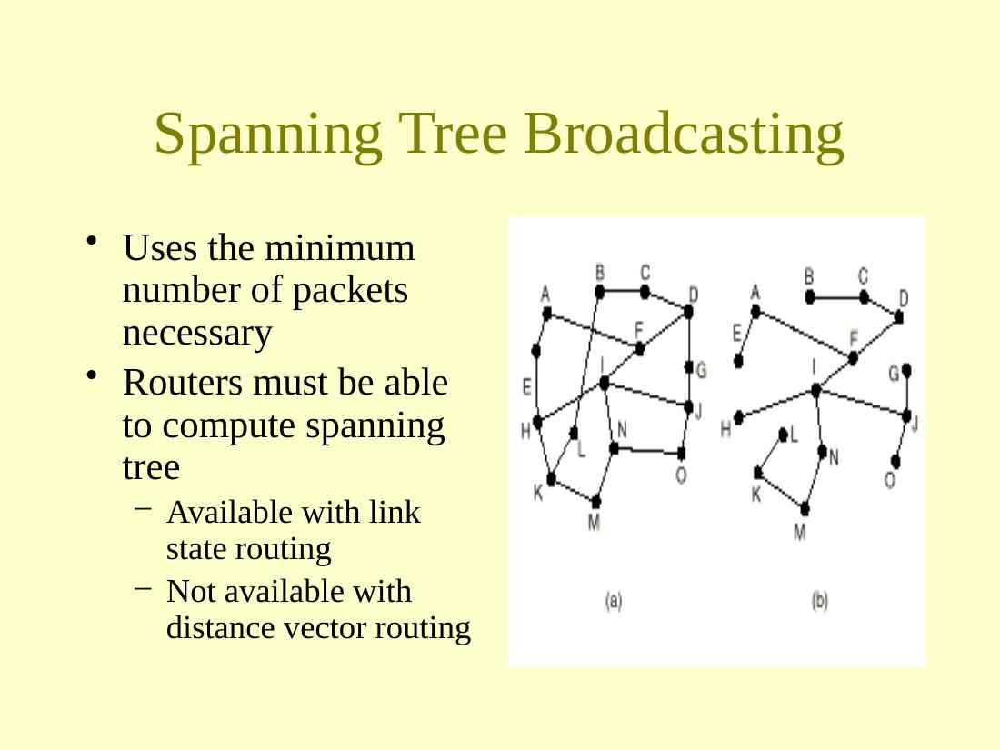 Spanning Tree Broadcasting
• Uses the minimum
number of packets
necessary
• Routers must be able
to compute spanning
tree
– Available with link
state routing
– Not available with
distance vector routing
B C
A D
F
I G
E
J
H N
L
O
K
M
(a)
B C
A D
E F
I G
H J
L
N
O
K
M
(b)